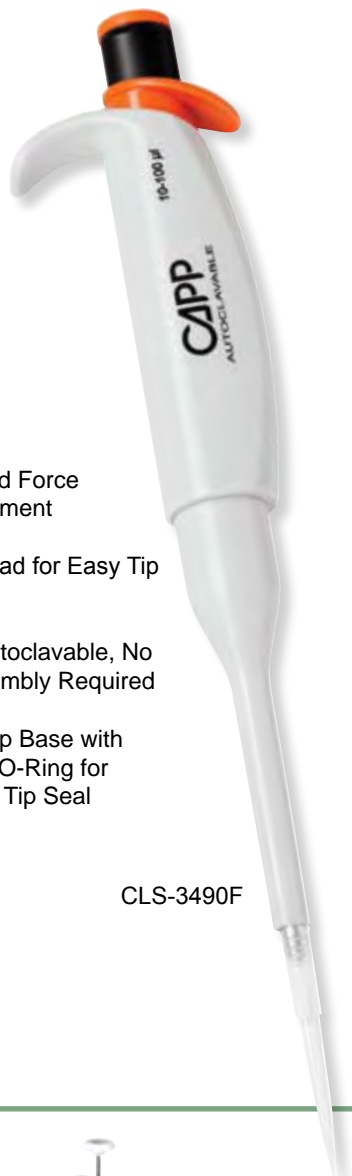 10-100 µl
CAPP
AUTOCLAVABLE
d Force
ment
ad for Easy Tip
toclavable, No
mbly Required
p Base with
O-Ring for
Tip Seal
CLS-3490F